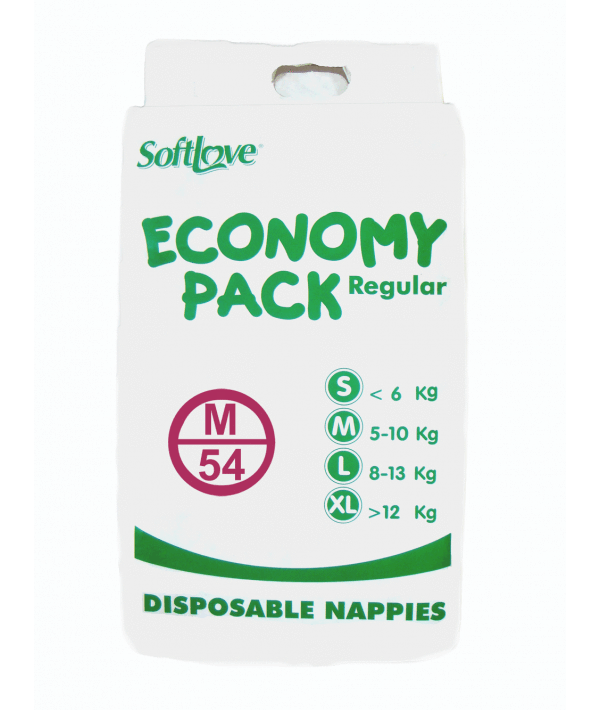 SoftLove®
ECONOMY
PACK Regular
M
54
S < 6 Kg
M 5-10 Kg
L 8-13 Kg
XL >12 Kg
DISPOSABLE NAPPIES